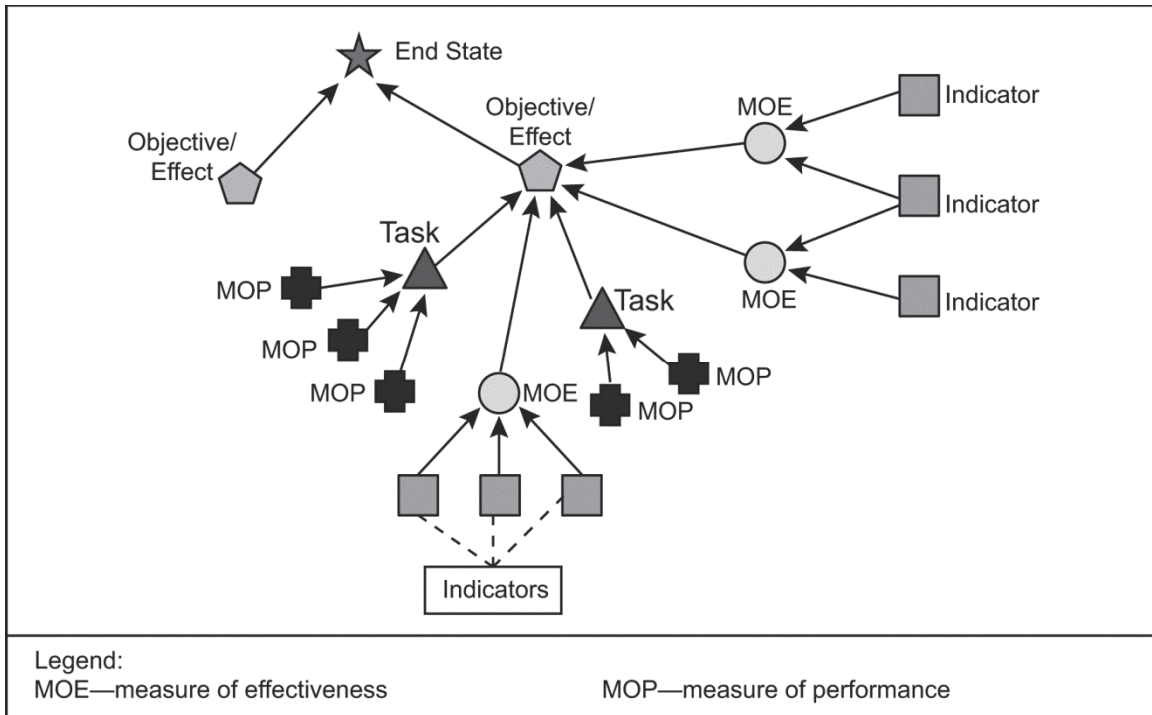 End State
Objective/
Effect
Objective/
Effect
MOE
Indicator
Indicator
Task
MOE
Indicator
MOP
Task
MOP
MOP
MOE
MOP
MOP
Indicators
Legend:
MOE—measure of effectiveness
MOP—measure of performance